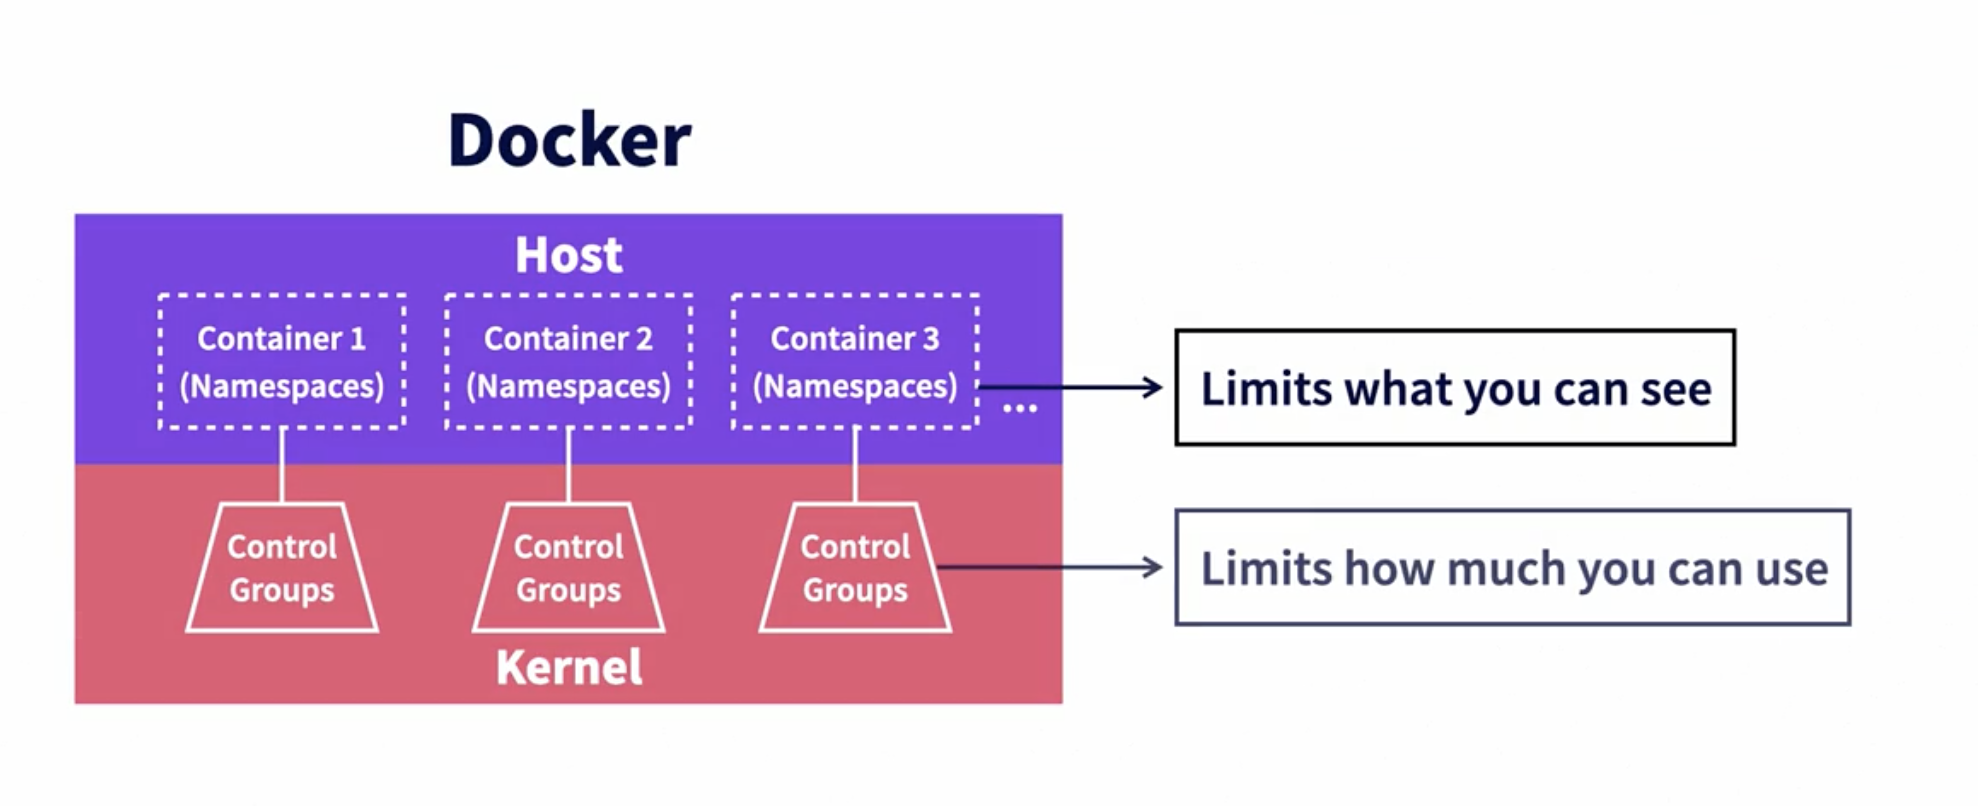 Docker
Host
Container 1
(Namespaces)
Container 2
(Namespaces)
Container 3
(Namespaces)
...
Limits what you can see
Control
Groups
Control
Groups
Control
Groups
Limits how much you can use
Kernel